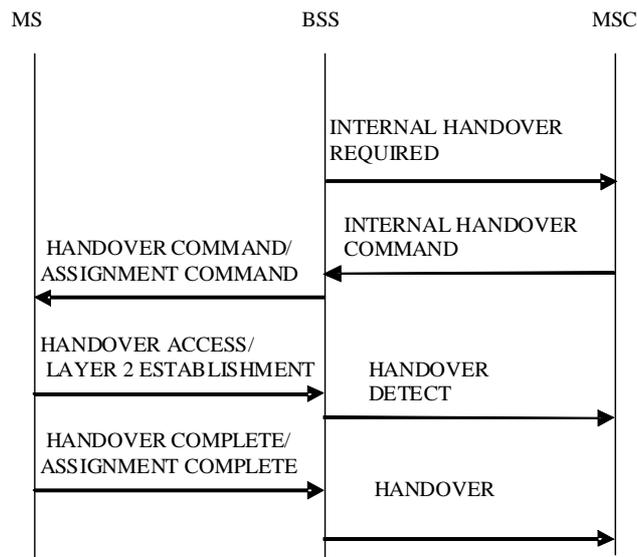 MS BSS MSC
INTERNAL HANDOVER
REQUIRED
INTERNAL HANDOVER
COMMAND
HANDOVER COMMAND/
ASSIGNMENT COMMAND
HANDOVER ACCESS/
LAYER 2 ESTABLISHMENT
HANDOVER
DETECT
HANDOVER COMPLETE/
ASSIGNMENT COMPLETE
HANDOVER